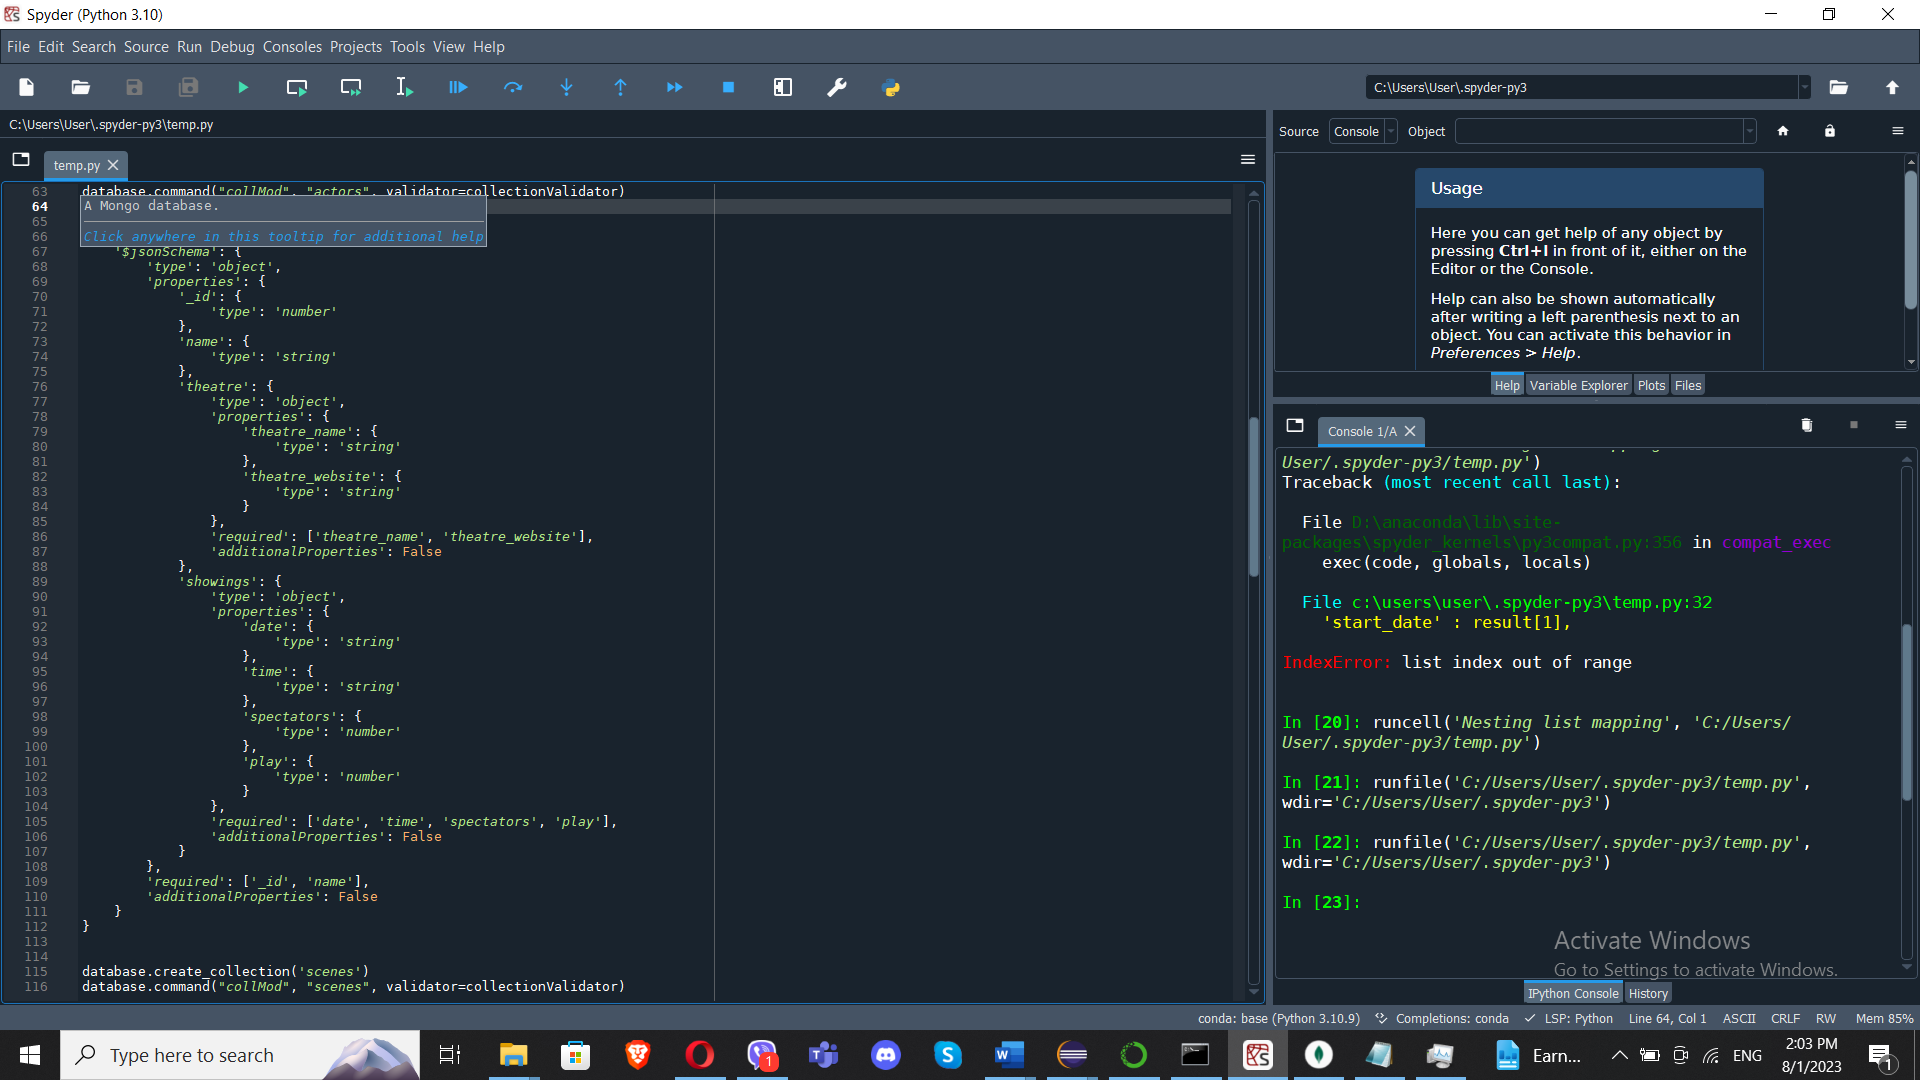 Spyder (Python 3.10)
File Edit Search Source Run Debug Consoles Projects Tools View Help
C:\Users\User\.spyder-py3
C:\Users\User\.spyder-py3\temp.py
temp.py
63 database.command("collMod", "actors", validator=collectionValidator)
64
A Mongo database.
65
66
Click anywhere in this tooltip for additional help
67 '$jsonSchema': {
68 'type': 'object',
69 'properties': {
70 '_id': {
71 'type': 'number'
72 },
73 'name': {
74 'type': 'string'
75 },
76 'theatre': {
77 'type': 'object',
78 'properties': {
79 'theatre_name': {
80 'type': 'string'
81 },
82 'theatre_website': {
83 'type': 'string'
84 }
85 },
86 'required': ['theatre_name', 'theatre_website'],
87 'additionalProperties': False
88 },
89 'showings': {
90 'type': 'object',
91 'properties': {
92 'date': {
93 'type': 'string'
94 },
95 'time': {
96 'type': 'string'
97 },
98 'spectators': {
99 'type': 'number'
100 },
101 'play': {
102 'type': 'number'
103 }
104 },
105 'required': ['date', 'time', 'spectators', 'play'],
106 'additionalProperties': False
107 }
108 },
109 'required': ['_id', 'name'],
110 'additionalProperties': False
111 }
112 }
113
114
115 database.create_collection('scenes')
116 database.command("collMod", "scenes", validator=collectionValidator)
Source Console Object
Usage
Here you can get help of any object by
pressing Ctrl+I in front of it, either on the
Editor or the Console.
Help can also be shown automatically
after writing a left parenthesis next to an
object. You can activate this behavior in
Preferences > Help.
Help Variable Explorer Plots Files
Console 1/A
User/.spyder-py3/temp.py')
Traceback (most recent call last):
File D:\anaconda\lib\site-
packages\spyder_kernels\py3compat.py:356 in compat_exec
exec(code, globals, locals)
File c:\users\user\.spyder-py3\temp.py:32
'start_date' : result[1],
IndexError: list index out of range
In [20]: runcell('Nesting list mapping', 'C:/Users/
User/.spyder-py3/temp.py')
In [21]: runfile('C:/Users/User/.spyder-py3/temp.py',
wdir='C:/Users/User/.spyder-py3')
In [22]: runfile('C:/Users/User/.spyder-py3/temp.py',
wdir='C:/Users/User/.spyder-py3')
In [23]:
Activate Windows
Go to Settings to activate Windows.
IPython Console History
conda: base (Python 3.10.9) Completions: conda LSP: Python Line 64, Col 1 ASCII CRLF RW Mem 85%
Type here to search
1
Earn...
ENG
2:03 PM
8/1/2023
1